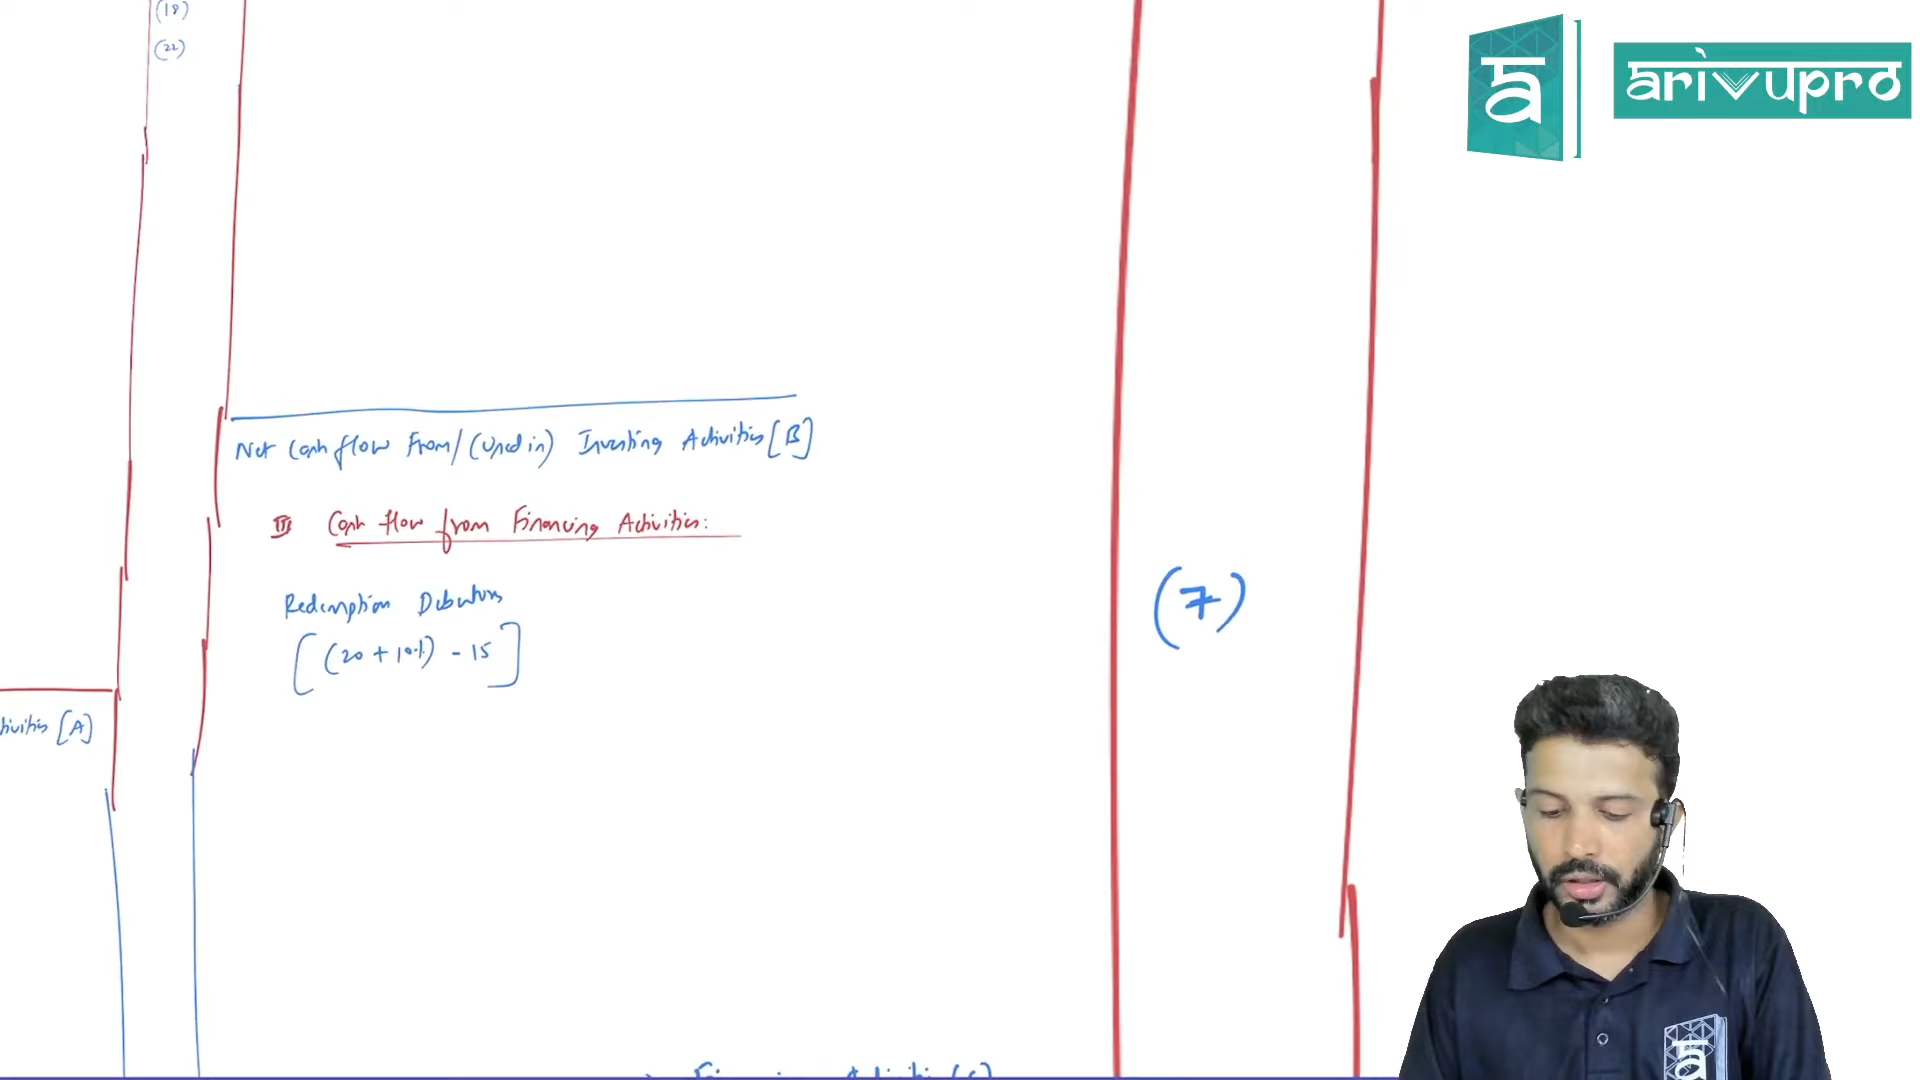 (18)
(22)
a arivupro
Net Cash flow From/(Used in) Investing Activities [B]
III Cash flow from Financing Activities:
Redemption Debentures
(7)
[(20 + 10%) - 15]
[A]
Activities (C)
a